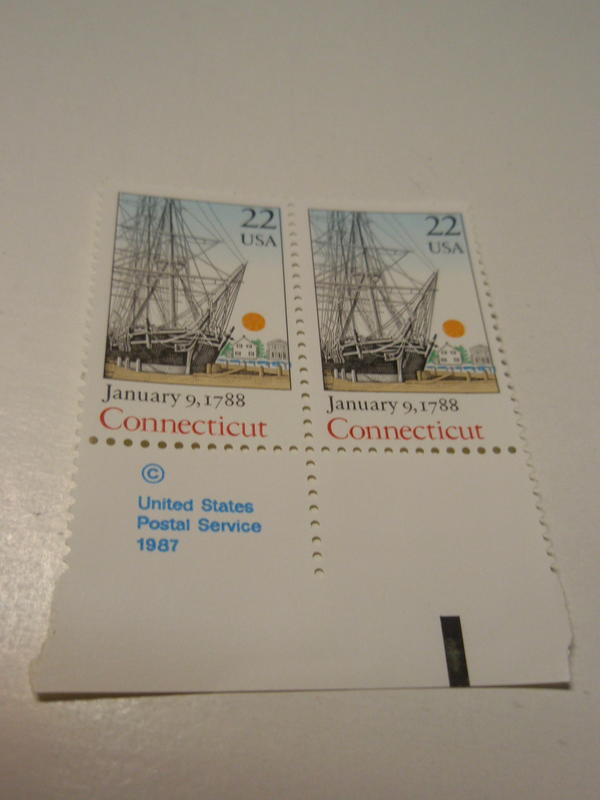 22
USA
January 9, 1788
Connecticut
22
USA
January 9, 1788
Connecticut
©
United States
Postal Service
1987